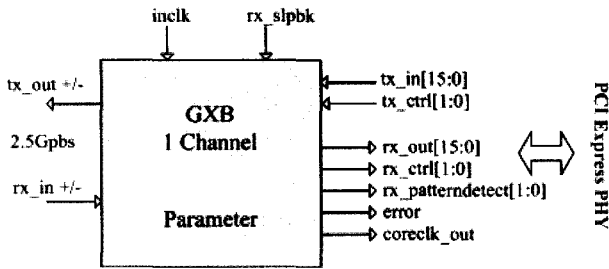 inclk
rx_slpbk
tx_out +/-
2.5Gpbs
rx_in +/-
GXB
1 Channel
Parameter
tx_in[15:0]
tx_ctrl[1:0]
rx_out[15:0]
rx_ctrl[1:0]
rx_patterndetect[1:0]
error
coreclk_out
PCI Express PHY